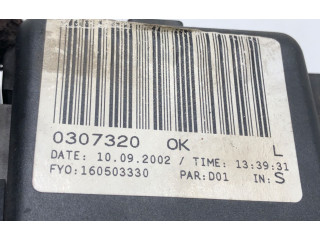 0307320 OK L
DATE: 10.09.2002 / TIME: 13:39:31
FYO:160503330 PAR:D01 IN:S